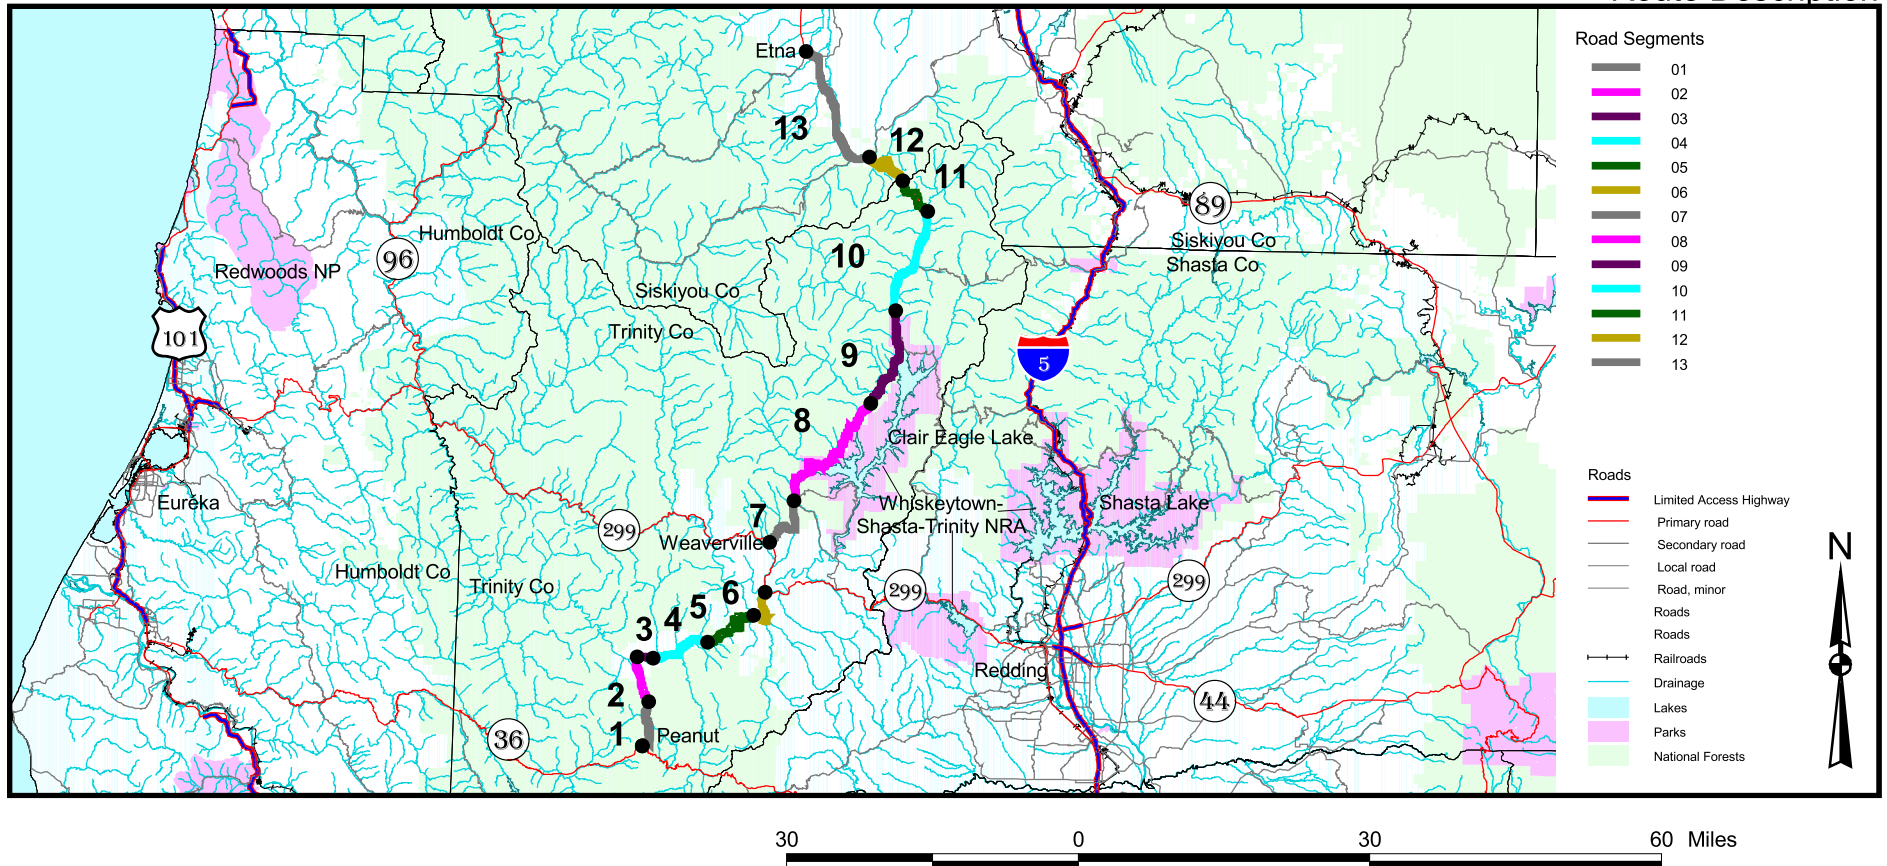 Route Description
Road Segments
01
02
03
04
05
06
07
08
09
10
11
12
13
Etna
13
12
11
89
Humboldt Co
Siskiyou Co
96
10
Redwoods NP
Shasta Co
Siskiyou Co
Trinity Co
101
9
5
8
Clair Eagle Lake
Roads
Limited Access Highway
Primary road
Secondary road
Local road
Road, minor
Roads
Roads
Railroads
Drainage
Lakes
Parks
National Forests
N
Eureka
Whiskeytown-
Shasta-Trinity NRA
Shasta Lake
7
299
Weaverville
Humboldt Co
Trinity Co
299
299
6
5
4
3
Redding
2
44
1
Peanut
36
30
0
30
60 Miles